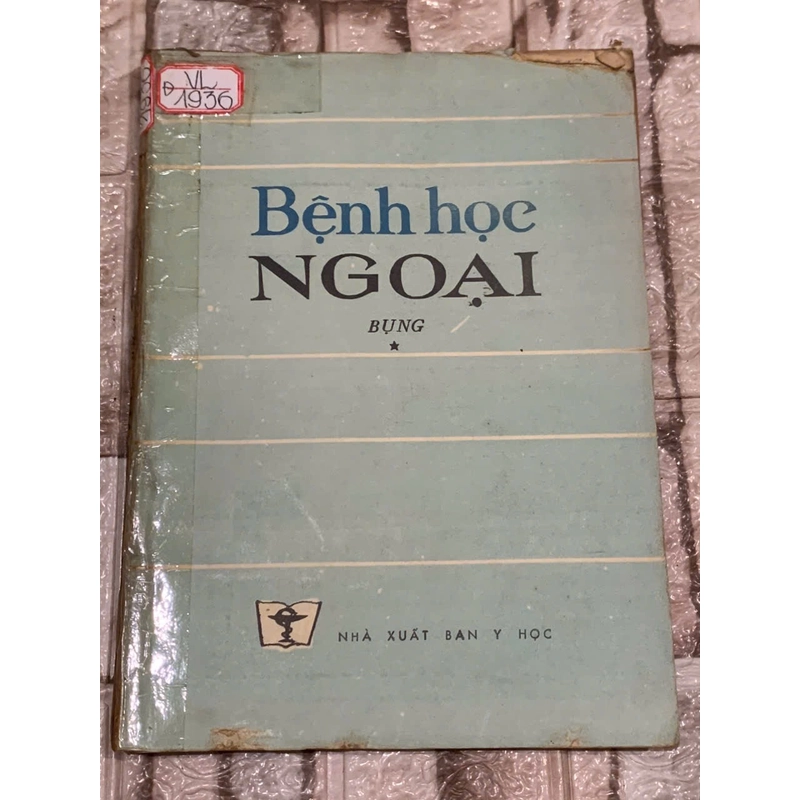 VL
D 1936
Bệnh học
NGOẠI
BỤNG
★
NHÀ XUẤT BẢN Y HỌC